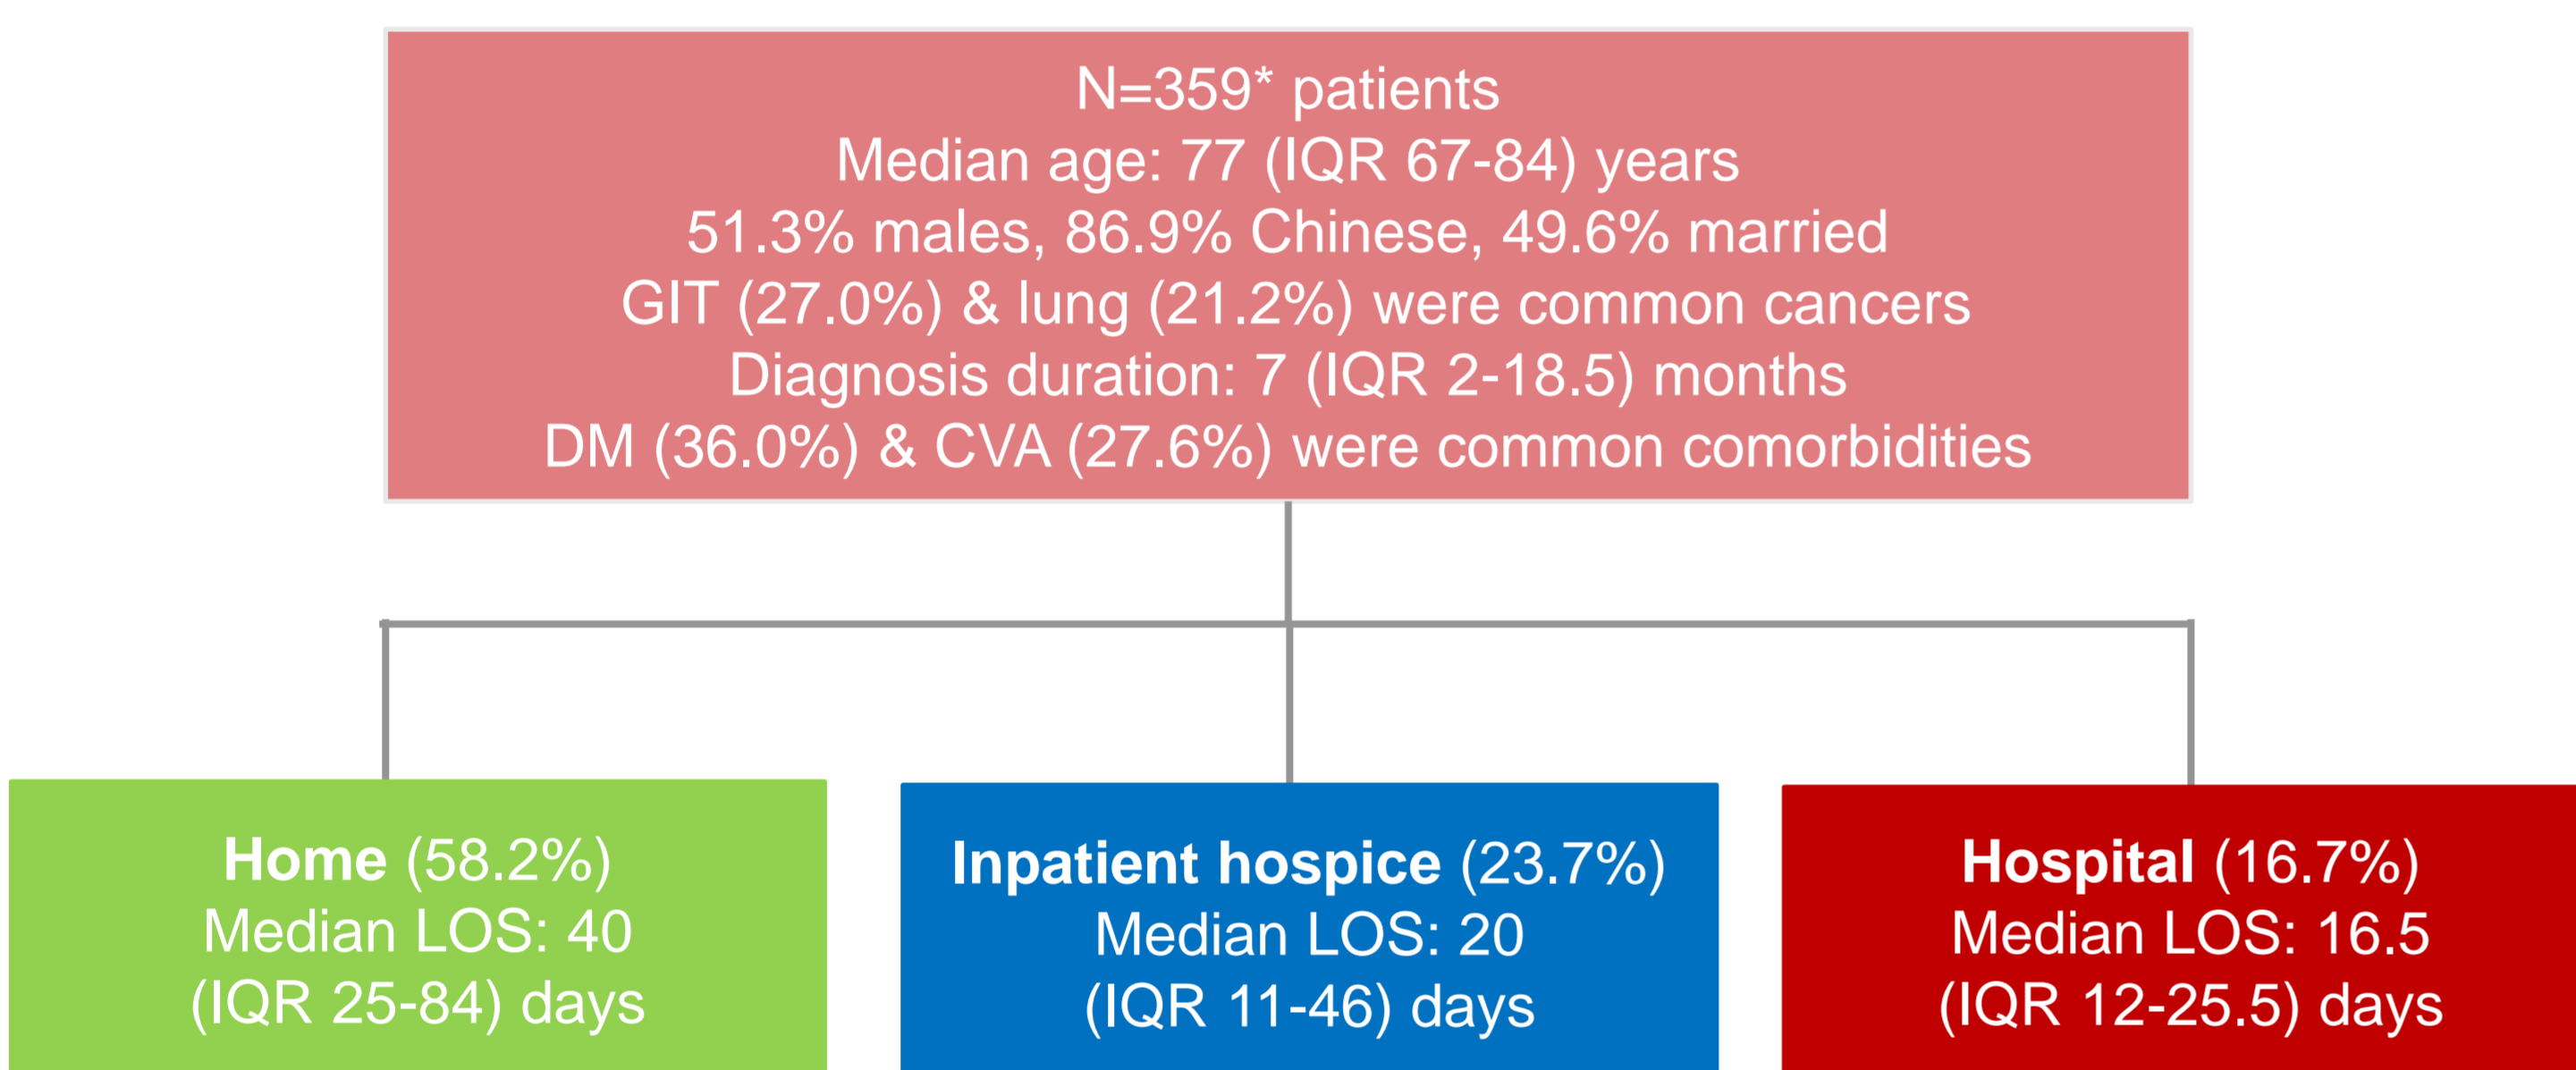 N=359* patients
Median age: 77 (IQR 67-84) years
51.3% males, 86.9% Chinese, 49.6% married
GIT (27.0%) & lung (21.2%) were common cancers
Diagnosis duration: 7 (IQR 2-18.5) months
DM (36.0%) & CVA (27.6%) were common comorbidities
Home (58.2%)
Median LOS: 40
(IQR 25-84) days
Inpatient hospice (23.7%)
Median LOS: 20
(IQR 11-46) days
Hospital (16.7%)
Median LOS: 16.5
(IQR 12-25.5) days